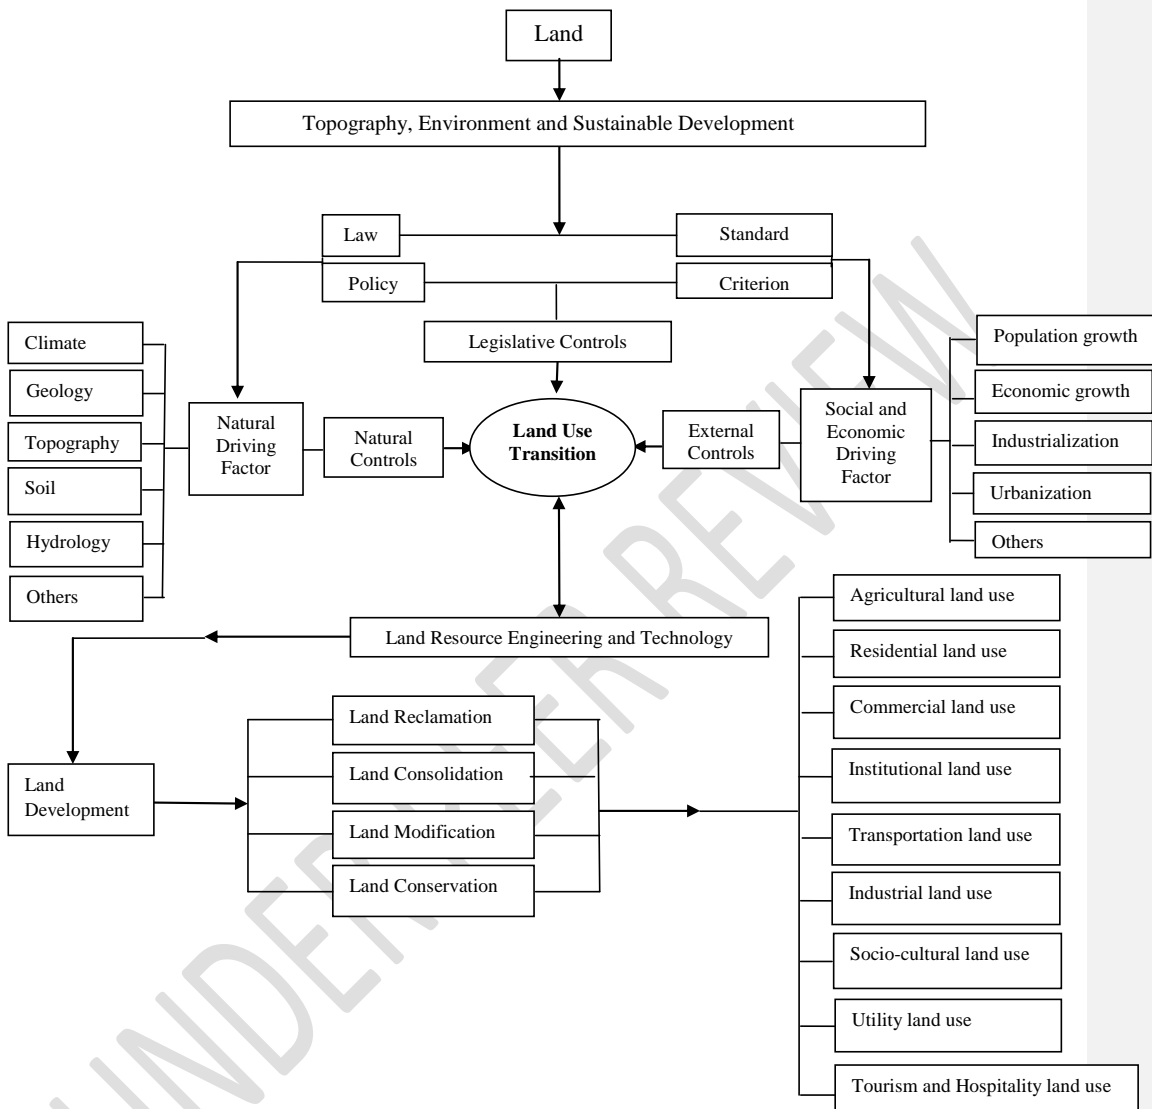 Land
Topography, Environment and Sustainable Development
Law
Standard
Policy
Criterion
Legislative Controls
Climate
Geology
Topography
Soil
Hydrology
Others
Natural
Driving
Factor
Natural
Controls
Land Use
Transition
External
Controls
Social and
Economic
Driving
Factor
Population growth
Economic growth
Industrialization
Urbanization
Others
Land Resource Engineering and Technology
Land
Development
Land Reclamation
Land Consolidation
Land Modification
Land Conservation
Agricultural land use
Residential land use
Commercial land use
Institutional land use
Transportation land use
Industrial land use
Socio-cultural land use
Utility land use
Tourism and Hospitality land use
UNDER PEER REVIEW